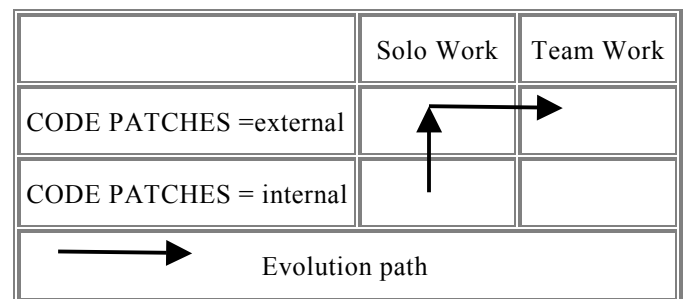 Solo Work Team Work
CODE PATCHES =external
CODE PATCHES = internal
Evolution path